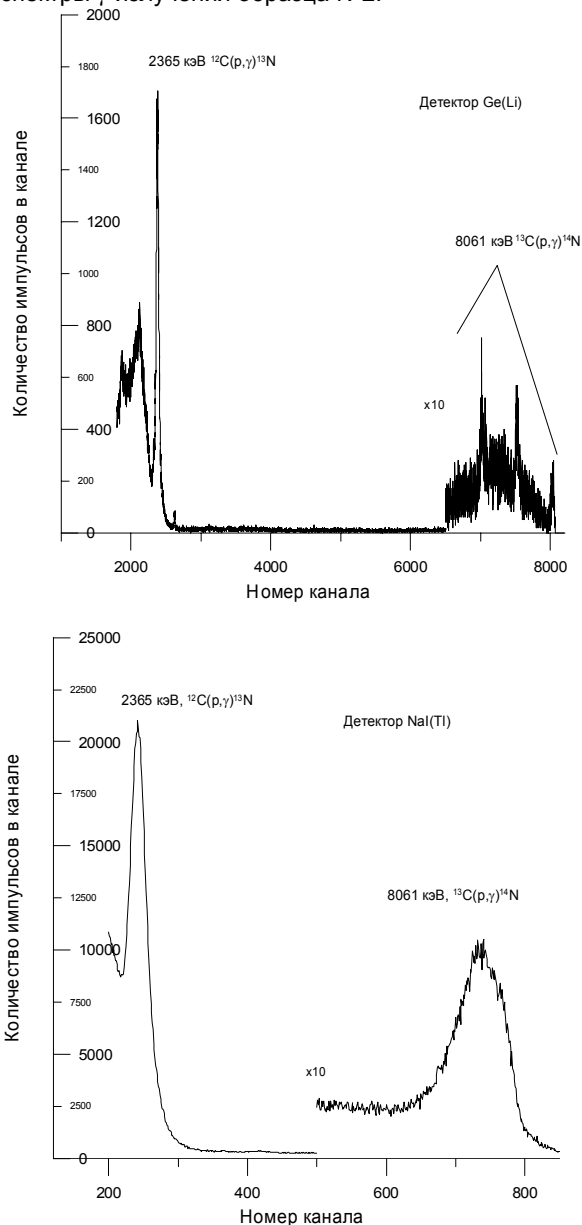 2000
1800
1600
1400
1200
1000
800
600
400
200
0
Количество импульсов в канале
2365 кэВ ¹²C(p,γ)¹³N
Детектор Ge(Li)
8061 кэВ ¹³C(p,γ)¹⁴N
x10
2000 4000 6000 8000
Номер канала
25000
22500
20000
17500
15000
12500
10000
7500
5000
2500
0
Количество импульсов в канале
2365 кэВ, ¹²C(p,γ)¹³N
Детектор NaI(Tl)
8061 кэВ, ¹³C(p,γ)¹⁴N
x10
200 400 600 800
Номер канала